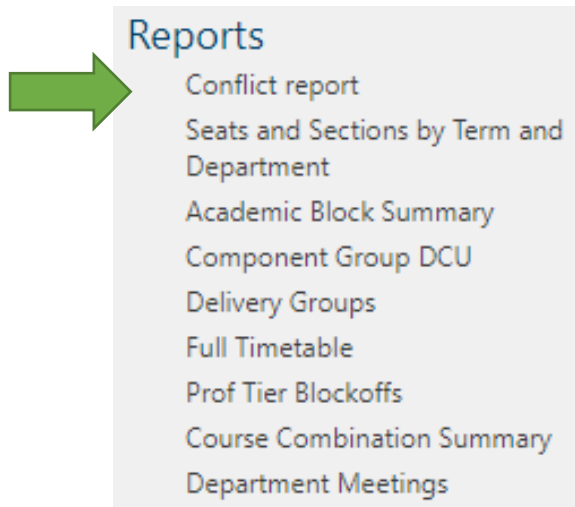 Reports
Conflict report
Seats and Sections by Term and
Department
Academic Block Summary
Component Group DCU
Delivery Groups
Full Timetable
Prof Tier Blockoffs
Course Combination Summary
Department Meetings